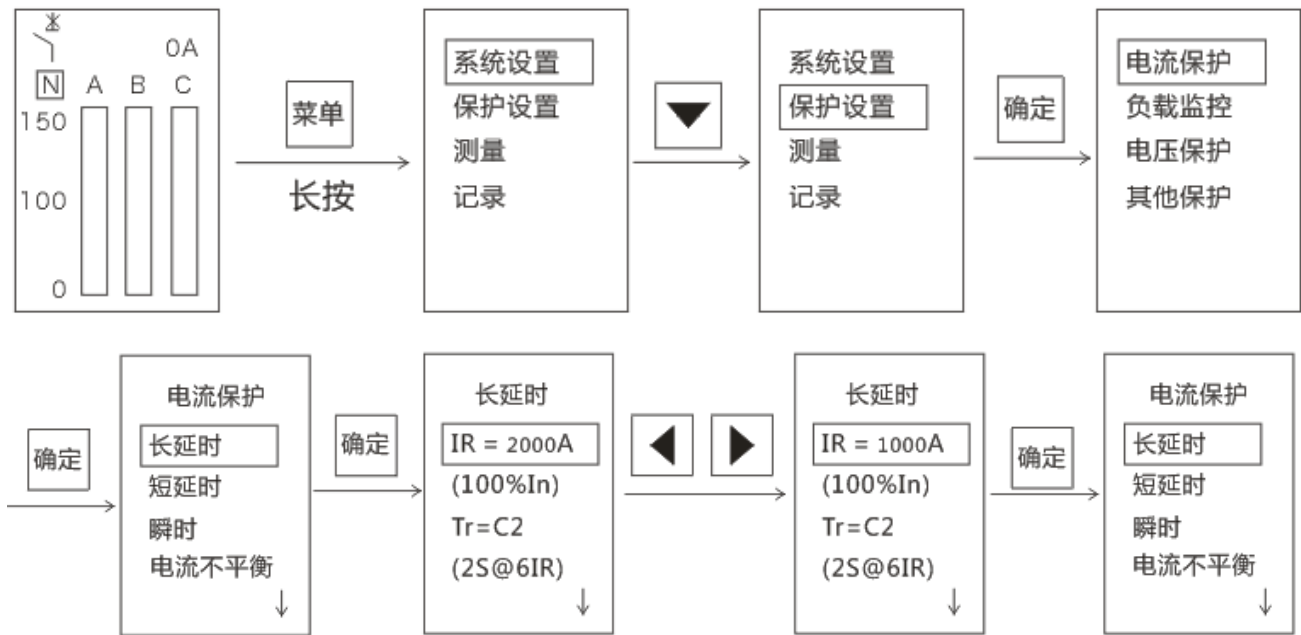 0A
N A B C
150
100
0
菜单
长按
系统设置
保护设置
测量
记录
系统设置
保护设置
测量
记录
确定
电流保护
负载监控
电压保护
其他保护
确定
电流保护
长延时
短延时
瞬时
电流不平衡
确定
长延时
IR = 2000A
(100%In)
Tr=C2
(2S@6IR)
长延时
IR = 1000A
(100%In)
Tr=C2
(2S@6IR)
确定
电流保护
长延时
短延时
瞬时
电流不平衡